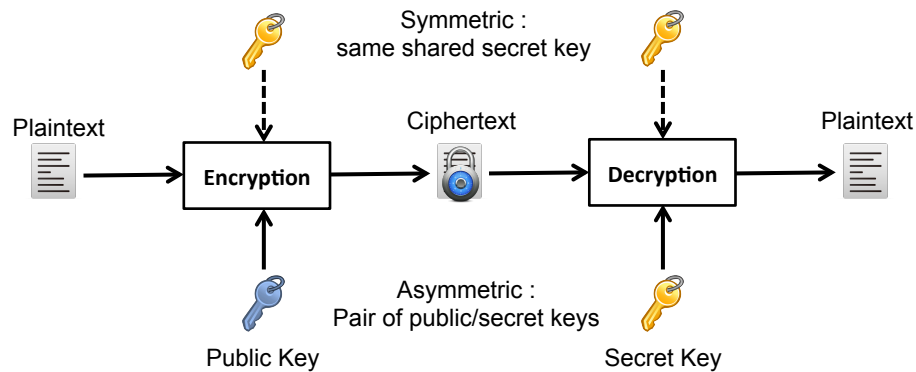 Symmetric :
same shared secret key
Plaintext
Ciphertext
Plaintext
Encryption
Decryption
Asymmetric :
Pair of public/secret keys
Public Key
Secret Key